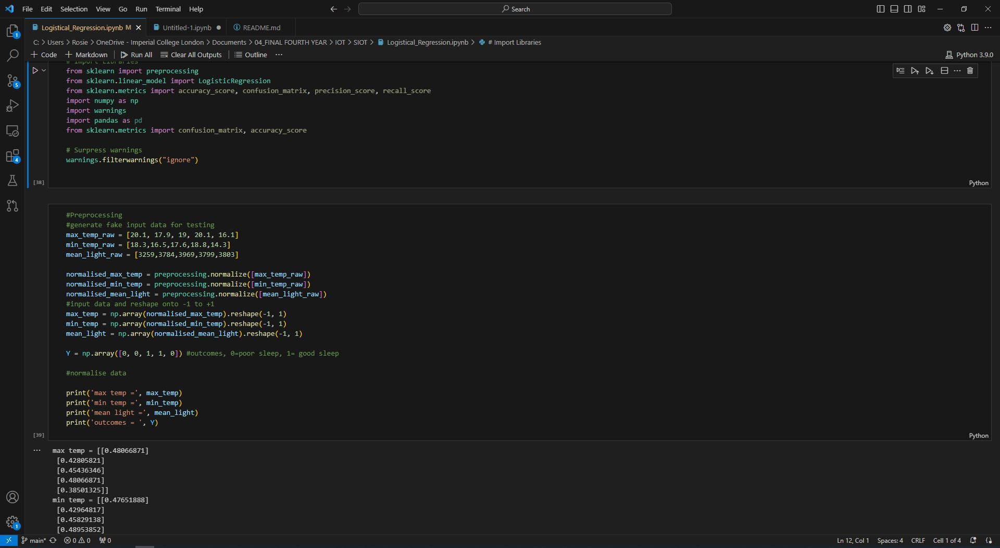 File Edit Selection View Go Run Terminal Help
Search
Logistical_Regression.ipynb M
Untitled-1.ipynb
README.md
C: > Users > Rosie > OneDrive - Imperial College London > Documents > 04_FINAL FOURTH YEAR > IOT > SIOT > Logistical_Regression.ipynb > # Import Libraries
+ Code + Markdown Run All Clear All Outputs Outline ...
Python 3.9.0
# Import Libraries
from sklearn import preprocessing
from sklearn.linear_model import LogisticRegression
from sklearn.metrics import accuracy_score, confusion_matrix, precision_score, recall_score
import numpy as np
import warnings
import pandas as pd
from sklearn.metrics import confusion_matrix, accuracy_score
# Surpress warnings
warnings.filterwarnings("ignore")
[38]
Python
#Preprocessing
#generate fake input data for testing
max_temp_raw = [20.1, 17.9, 19, 20.1, 16.1]
min_temp_raw = [18.3,16.5,17.6,18.8,14.3]
mean_light_raw = [3259,3784,3969,3799,3803]
normalised_max_temp = preprocessing.normalize([max_temp_raw])
normalised_min_temp = preprocessing.normalize([min_temp_raw])
normalised_mean_light = preprocessing.normalize([mean_light_raw])
#input data and reshape onto -1 to +1
max_temp = np.array(normalised_max_temp).reshape(-1, 1)
min_temp = np.array(normalised_min_temp).reshape(-1, 1)
mean_light = np.array(normalised_mean_light).reshape(-1, 1)
Y = np.array([0, 0, 1, 1, 0]) #outcomes, 0=poor sleep, 1= good sleep
#normalise data
print('max temp =', max_temp)
print('min temp =', min_temp)
print('mean light =', mean_light)
print('outcomes = ', Y)
[39]
Python
... max temp = [[0.48066871]
[0.42805821]
[0.45436346]
[0.48066871]
[0.38501325]]
min temp = [[0.47651888]
[0.42964817]
[0.45829138]
[0.48953852]
1
5
4
1
main* 0 0 0
Ln 12, Col 1 Spaces: 4 CRLF Cell 1 of 4